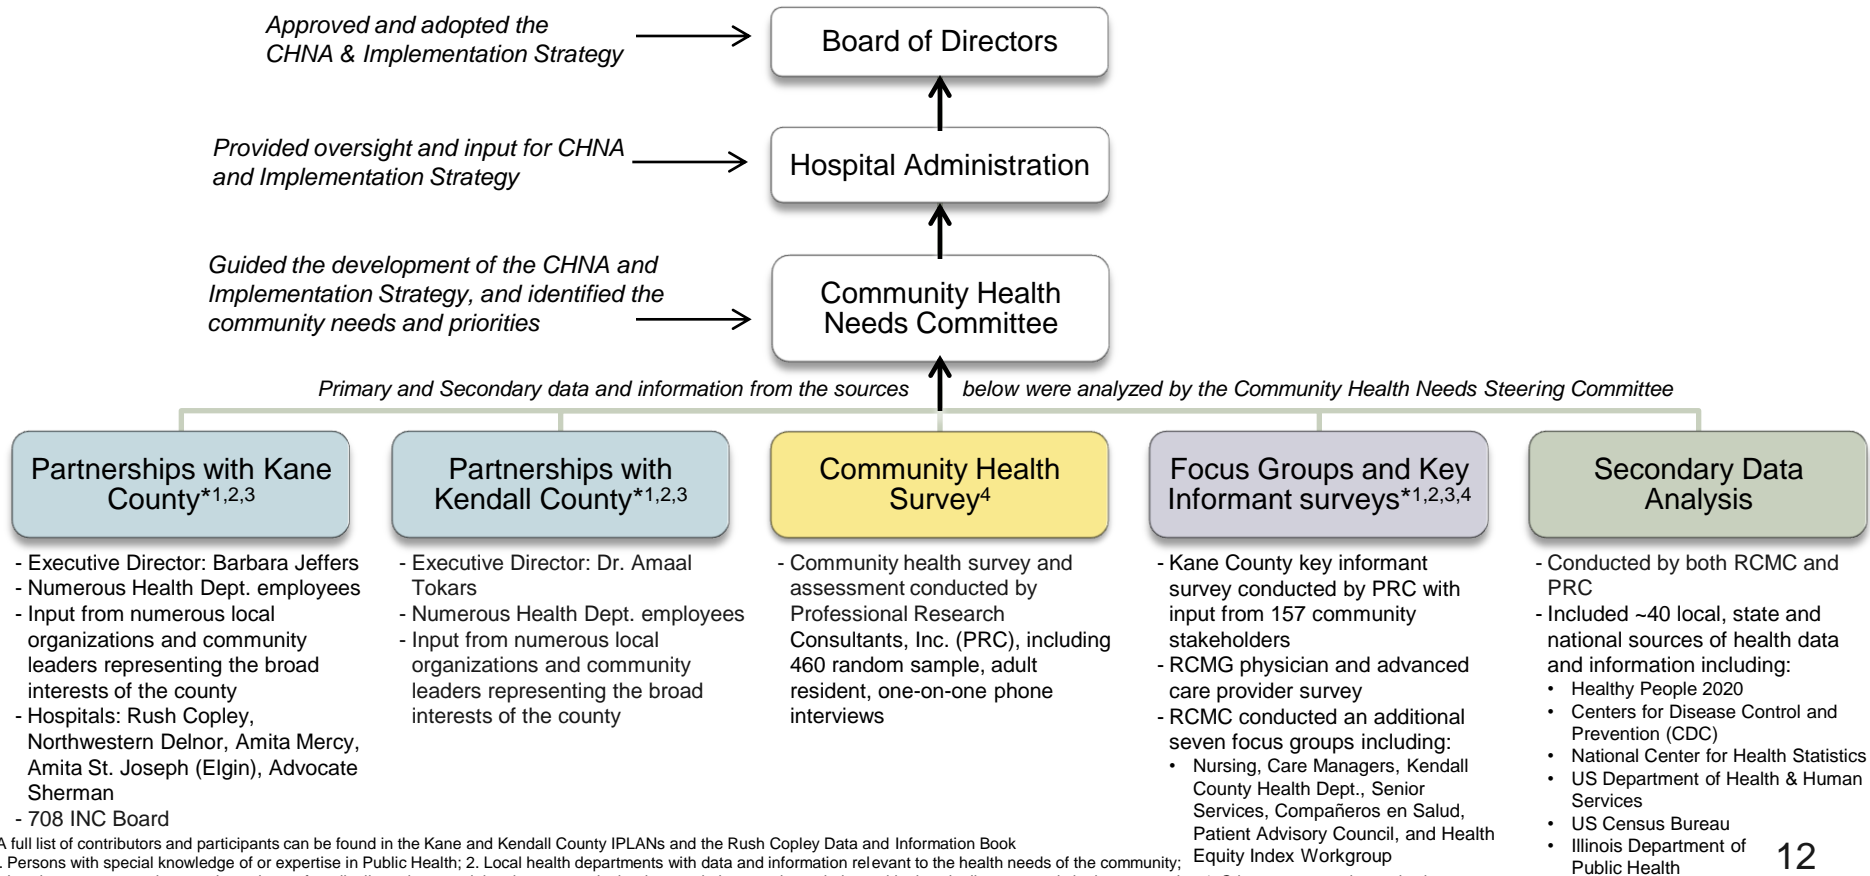 Approved and adopted the
CHNA & Implementation Strategy
Board of Directors
Provided oversight and input for CHNA
and Implementation Strategy
Hospital Administration
Guided the development of the CHNA and
Implementation Strategy, and identified the
community needs and priorities
Community Health
Needs Committee
Primary and Secondary data and information from the sources below were analyzed by the Community Health Needs Steering Committee
Partnerships with Kane
County*1,2,3
- Executive Director: Barbara Jeffers
- Numerous Health Dept. employees
- Input from numerous local
organizations and community
leaders representing the broad
interests of the county
- Hospitals: Rush Copley,
Northwestern Delnor, Amita Mercy,
Amita St. Joseph (Elgin), Advocate
Sherman
- 708 INC Board
Partnerships with
Kendall County*1,2,3
- Executive Director: Dr. Amaal
Tokars
- Numerous Health Dept. employees
- Input from numerous local
organizations and community
leaders representing the broad
interests of the county
Community Health
Survey4
- Community health survey and
assessment conducted by
Professional Research
Consultants, Inc. (PRC), including
460 random sample, adult
resident, one-on-one phone
interviews
Focus Groups and Key
Informant surveys*1,2,3,4
- Kane County key informant
survey conducted by PRC with
input from 157 community
stakeholders
- RCMG physician and advanced
care provider survey
- RCMC conducted an additional
seven focus groups including:
• Nursing, Care Managers, Kendall
County Health Dept., Senior
Services, Compañeros en Salud,
Patient Advisory Council, and Health
Equity Index Workgroup
Secondary Data
Analysis
- Conducted by both RCMC and
PRC
- Included ~40 local, state and
national sources of health data
and information including:
• Healthy People 2020
• Centers for Disease Control and
Prevention (CDC)
• National Center for Health Statistics
• US Department of Health & Human
Services
• US Census Bureau
• Illinois Department of
Public Health
A full list of contributors and participants can be found in the Kane and Kendall County IPLANs and the Rush Copley Data and Information Book
. Persons with special knowledge of or expertise in Public Health; 2. Local health departments with data and information relevant to the health needs of the community;
12